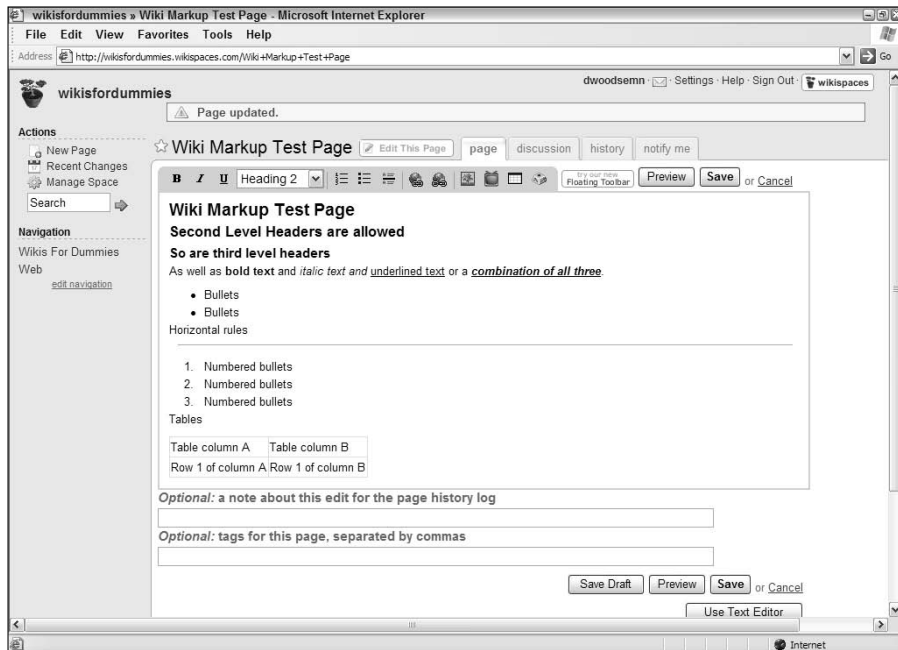 wikisfordummies » Wiki Markup Test Page - Microsoft Internet Explorer
File Edit View Favorites Tools Help
Address http://wikisfordummies.wikispaces.com/Wiki+Markup+Test+Page Go
dwoodsemn · Settings · Help · Sign Out · wikispaces
wikisfordummies
Page updated.
Actions
New Page
Recent Changes
Manage Space
Search
Navigation
Wikis For Dummies
Web
edit navigation
Wiki Markup Test Page Edit This Page page discussion history notify me
B I U Heading 2 try our new Floating Toolbar Preview Save or Cancel
Wiki Markup Test Page
Second Level Headers are allowed
So are third level headers
As well as bold text and italic text and underlined text or a combination of all three.
• Bullets
• Bullets
Horizontal rules
1. Numbered bullets
2. Numbered bullets
3. Numbered bullets
Tables
Table column A Table column B
Row 1 of column A Row 1 of column B
Optional: a note about this edit for the page history log
Optional: tags for this page, separated by commas
Save Draft Preview Save or Cancel
Use Text Editor
Internet